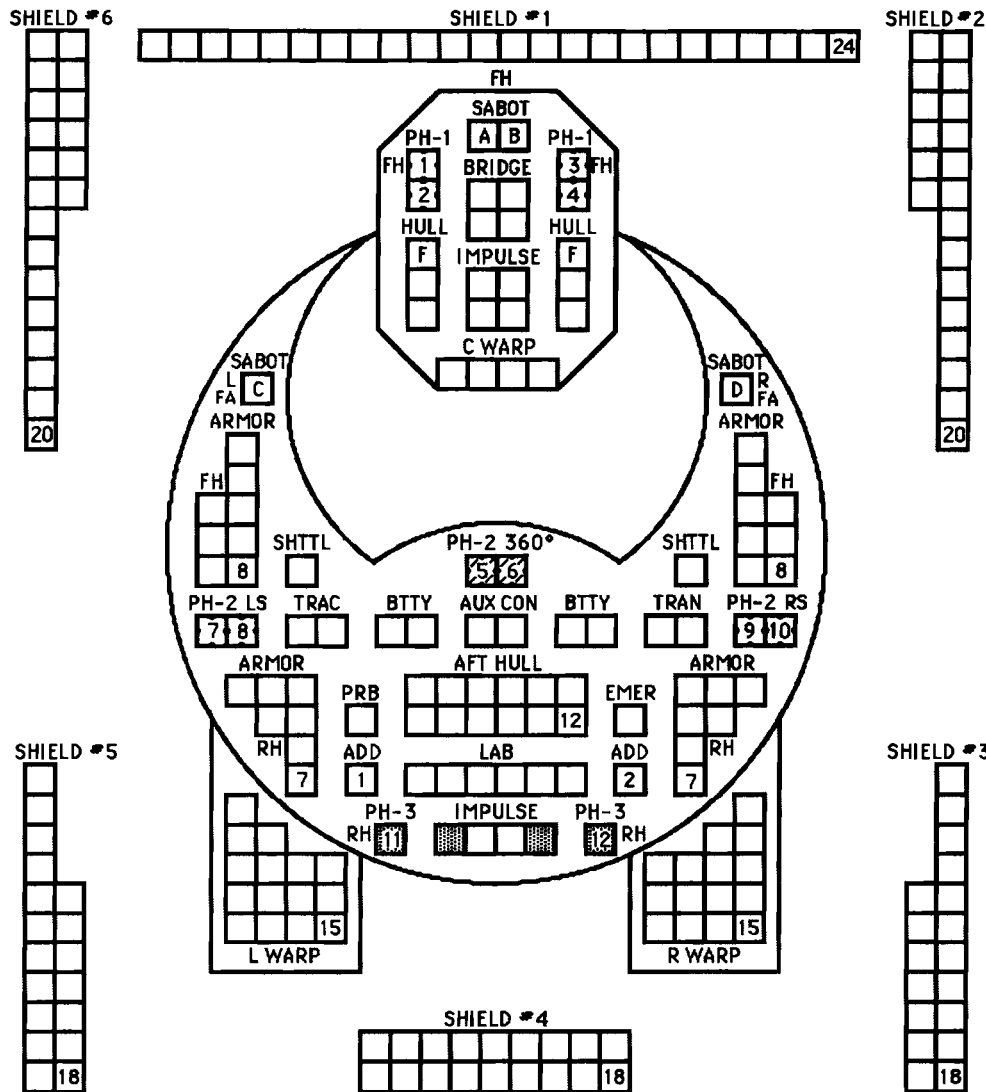 SHIELD #6 SHIELD #1 SHIELD #2
24
FH
SABOT
A B
PH-1 PH-1
FH 1 3 FH
BRIDGE
2 4
HULL HULL
F IMPULSE F
C WARP
SABOT SABOT
L C D R
FA FA
ARMOR ARMOR
20 20
FH FH
SHTTL PH-2 360° SHTTL
8 5 6 8
PH-2 LS TRAC BTTY AUX CON BTTY TRAN PH-2 RS
7 8 9 10
ARMOR AFT HULL ARMOR
PRB EMER
12
RH RH
SHIELD #5 ADD LAB ADD SHIELD #3
7 1 2 7
PH-3 IMPULSE PH-3
RH 11 12 RH
15 15
L WARP R WARP
SHIELD #4
18 18 18